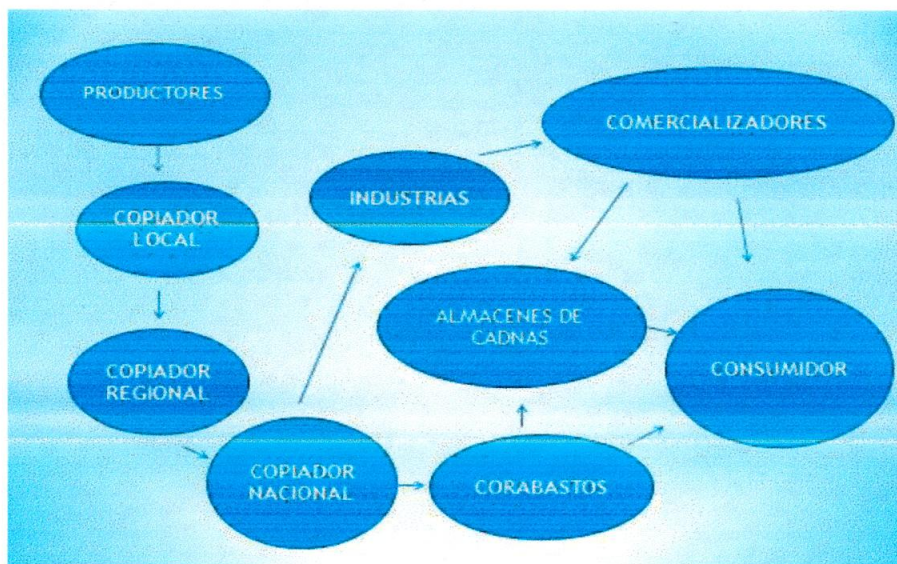 PRODUCTORES
COPIADOR
LOCAL
COPIADOR
REGIONAL
COPIADOR
NACIONAL
INDUSTRIAS
COMERCIALIZADORES
ALMACENES DE
CADNAS
CORABASTOS
CONSUMIDOR